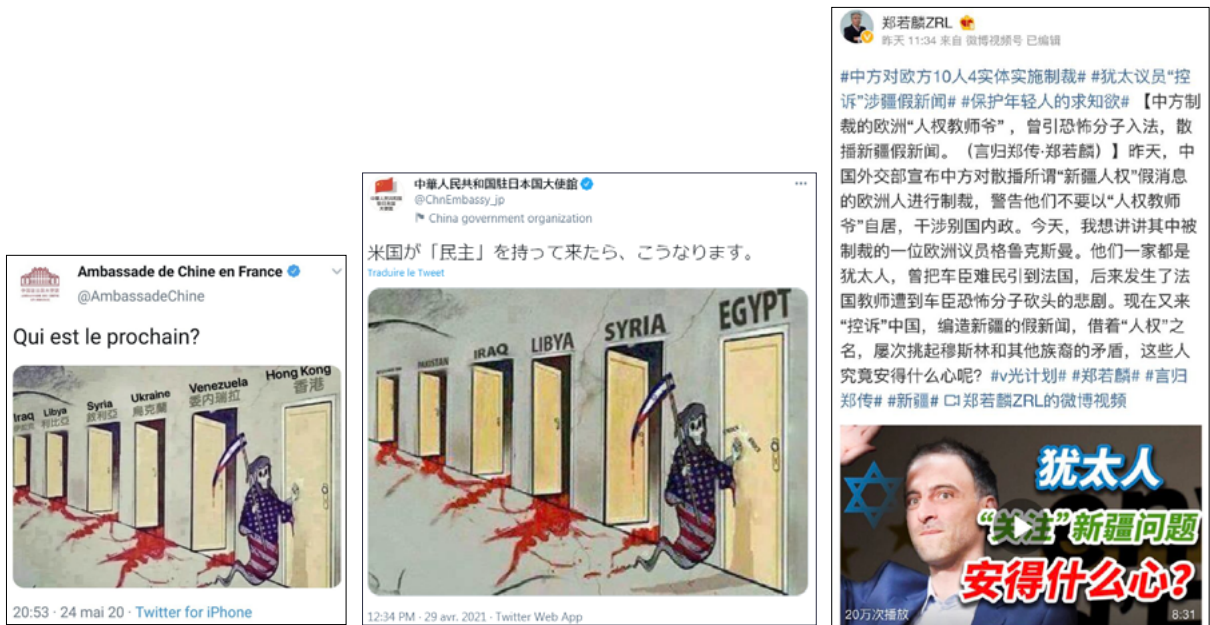 Ambassade de Chine en France
@AmbassadeChine
Qui est le prochain?
Iraq
Libya
利比亞
Syria
敘利亞
Ukraine
烏克蘭
Venezuela
委內瑞拉
Hong Kong
香港
20:53 · 24 mai 20 · Twitter for iPhone
中華人民共和国駐日本国大使館
@ChnEmbassy_jp
China government organization
米国が「民主」を持って来たら、こうなります。
Traduire le Tweet
PAKISTAN
IRAQ
LIBYA
SYRIA
EGYPT
12:34 PM · 29 avr. 2021 · Twitter Web App
郑若麟ZRL
昨天 11:34 来自 微博视频号 已编辑
#中方对欧方10人4实体实施制裁# #犹太议员“控
诉”涉疆假新闻# #保护年轻人的求知欲# 【中方制
裁的欧洲“人权教师爷”，曾引恐怖分子入法，散
播新疆假新闻。（言归郑传·郑若麟）】昨天，中
国外交部宣布中方对散播所谓“新疆人权”假消息
的欧洲人进行制裁，警告他们不要以“人权教师
爷”自居，干涉别国内政。今天，我想讲讲其中被
制裁的一位欧洲议员格鲁克斯曼。他们一家都是
犹太人，曾把车臣难民引到法国，后来发生了法
国教师遭到车臣恐怖分子砍头的悲剧。现在又来
“控诉”中国，编造新疆的假新闻，借着“人权”之
名，屡次挑起穆斯林和其他族裔的矛盾，这些人
究竟安得什么心呢？#v光计划# #郑若麟# #言归
郑传# #新疆# 郑若麟ZRL的微博视频
犹太人
“关注”新疆问题
安得什么心？
20万次播放
8:31